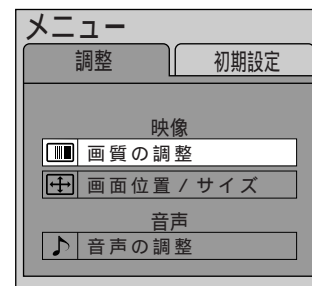 メニュー
調整 初期設定
映像
画質の調整
画面位置/サイズ
音声
音声の調整